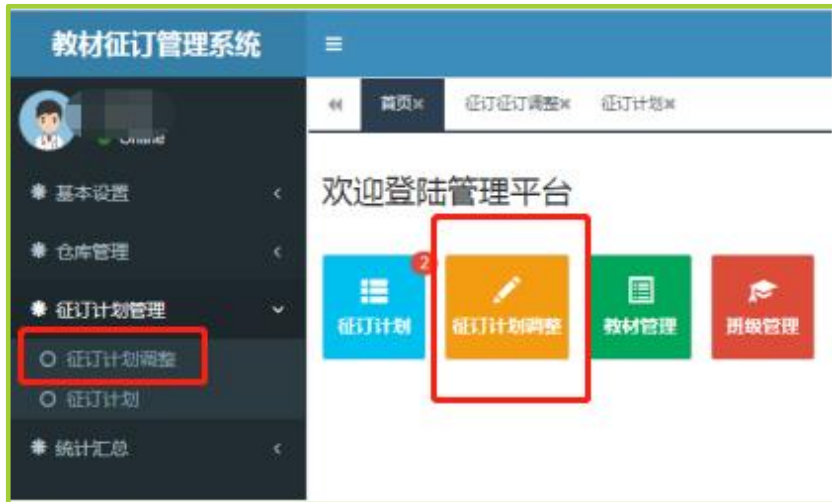 教材征订管理系统
首页× 征订征订调整× 征订计划×
Online
欢迎登陆管理平台
基本设置
仓库管理
征订计划管理
征订计划调整
征订计划
统计汇总
2
征订计划
征订计划调整
教材管理
班级管理